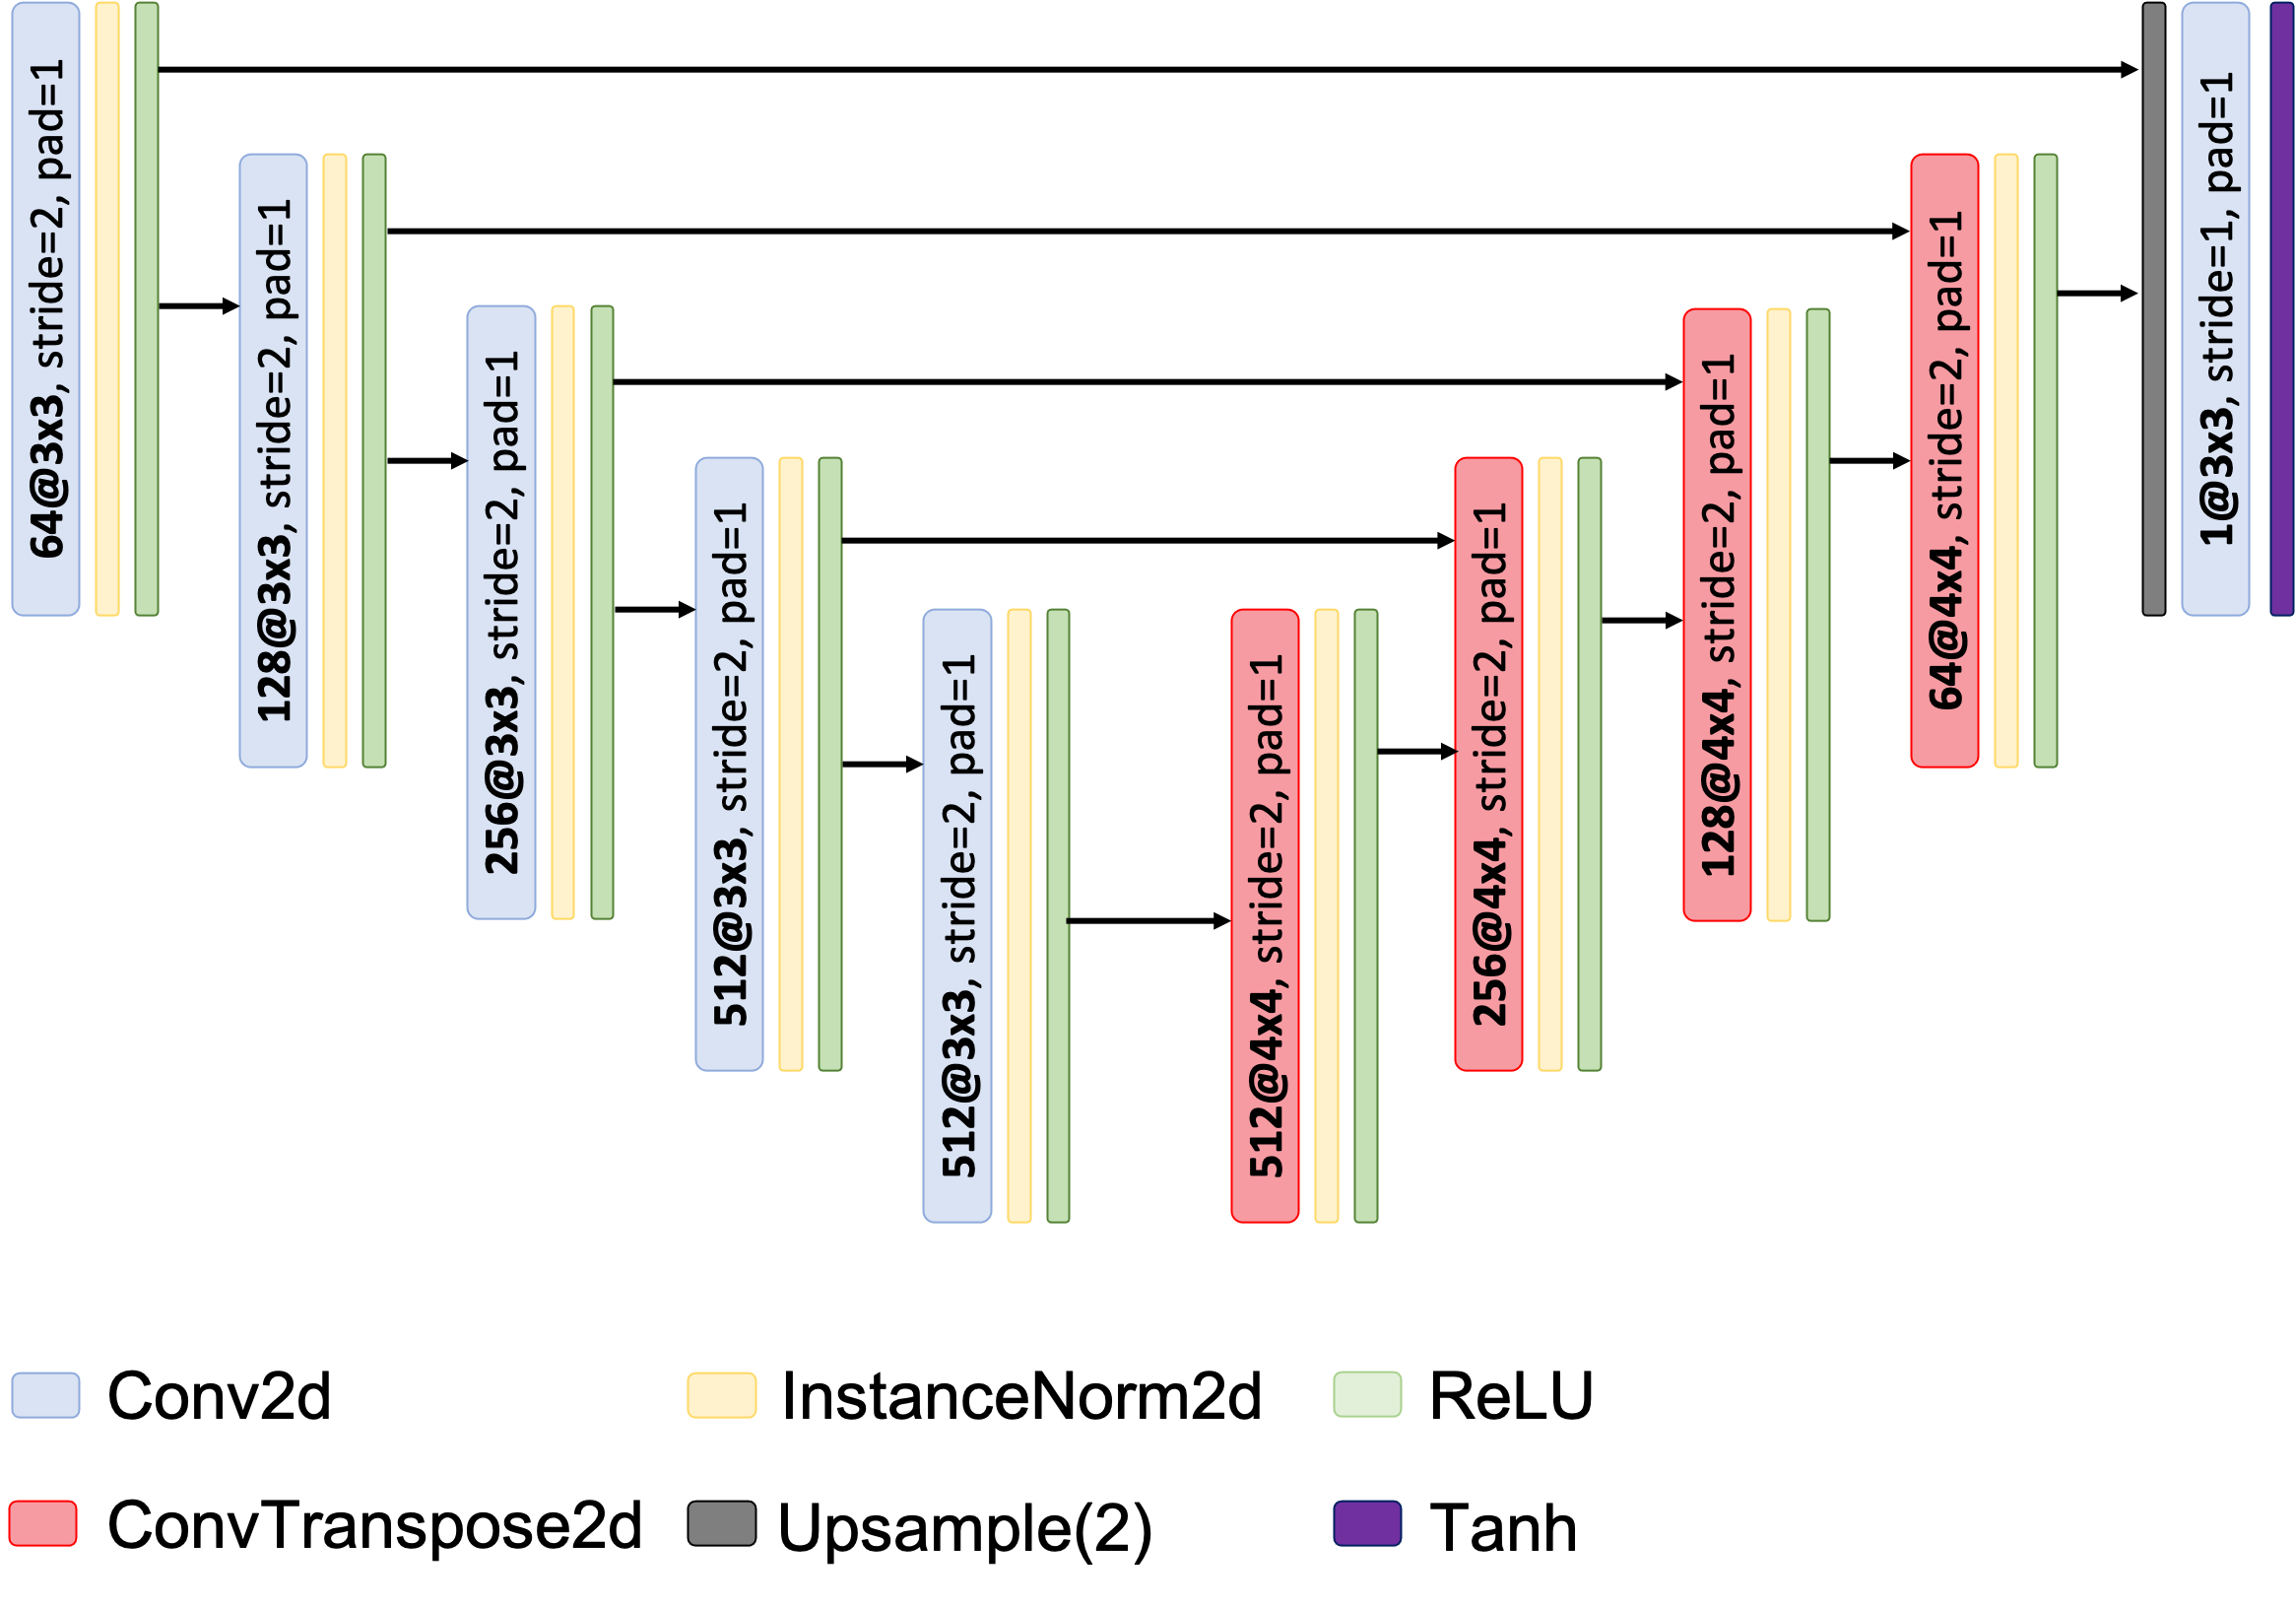 64@3x3, stride=2, pad=1
128@3x3, stride=2, pad=1
256@3x3, stride=2, pad=1
512@3x3, stride=2, pad=1
512@3x3, stride=2, pad=1
512@4x4, stride=2, pad=1
256@4x4, stride=2, pad=1
128@4x4, stride=2, pad=1
64@4x4, stride=2, pad=1
1@3x3, stride=1, pad=1
Conv2d
InstanceNorm2d
ReLU
ConvTranspose2d
Upsample(2)
Tanh